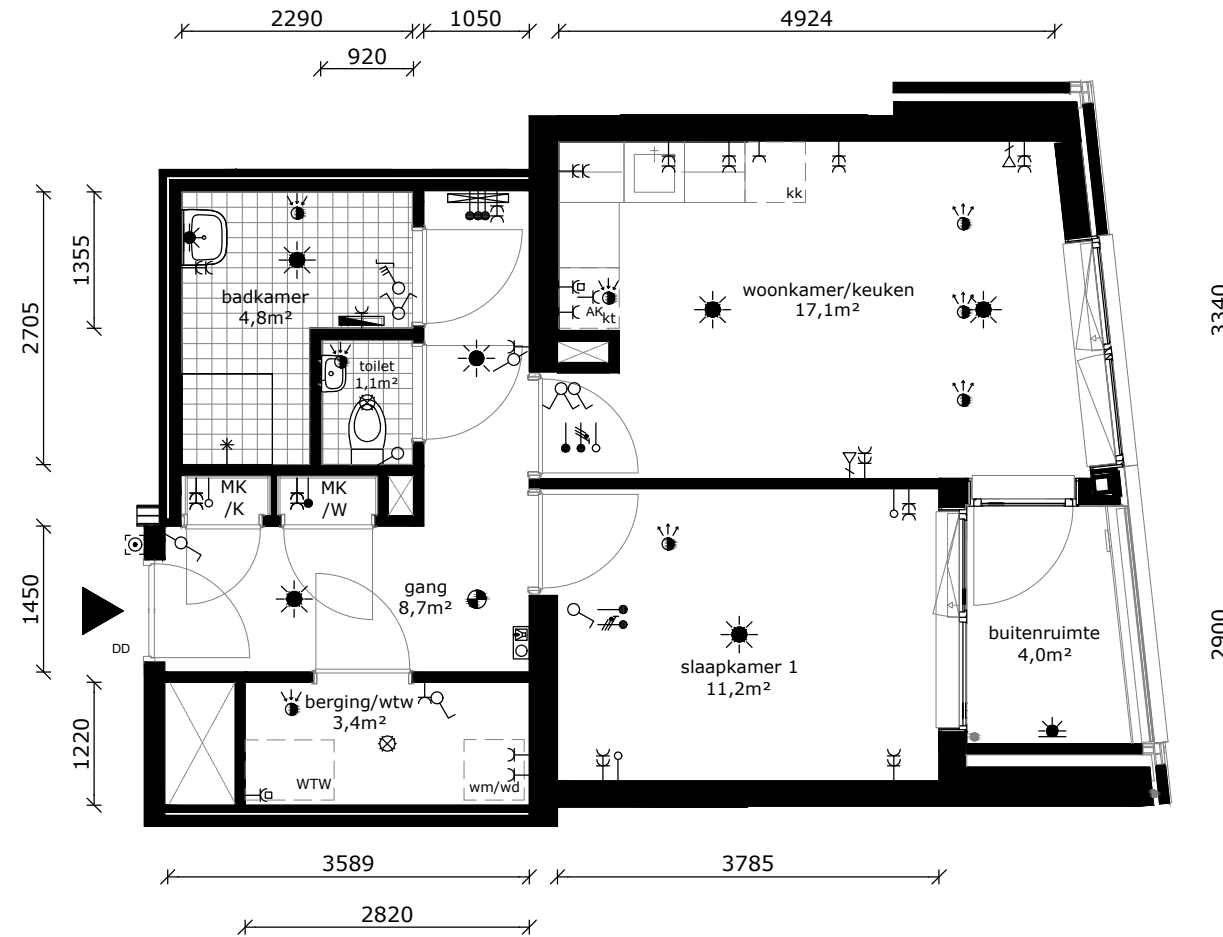 2290
1050
4924
920
1355
2705
1450
1220
kk
badkamer
4,8m²
woonkamer/keuken
17,1m²
AK
kt
toilet
1,1m²
3340
MK
/K
MK
/W
gang
8,7m²
DD
buitenruimte
4,0m²
2900
slaapkamer 1
11,2m²
berging/wtw
3,4m²
WTW
wm/wd
3589
3785
2820